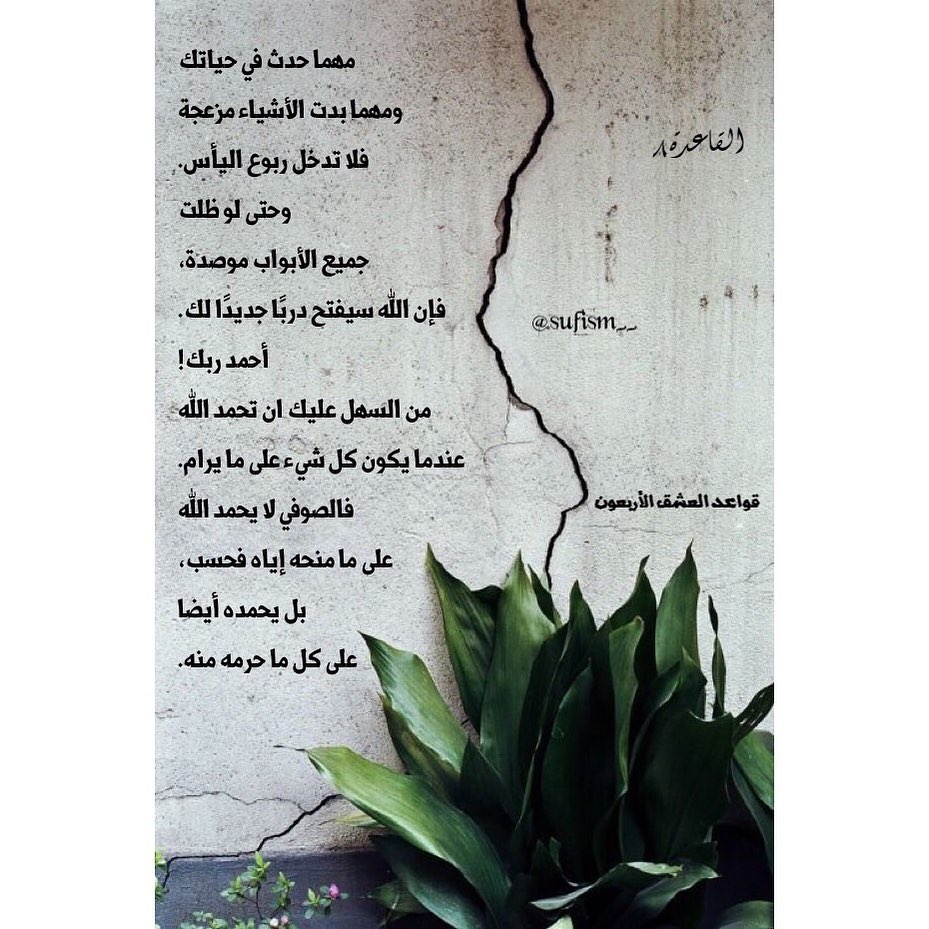 القاعدة ٨
مهما حدث في حياتك
ومهما بدت الأشياء مزعجة
فلا تدخل ربوع اليأس.
وحتى لو ظلت
جميع الأبواب موصدة،
فإن الله سيفتح دربًا جديدًا لك.
أحمد ربك!
من السهل عليك ان تحمد الله
عندما يكون كل شيء على ما يرام.
فالصوفي لا يحمد الله
على ما منحه إياه فحسب،
بل يحمده أيضا
على كل ما حرمه منه.
@sufism__
قواعد العشق الأربعون